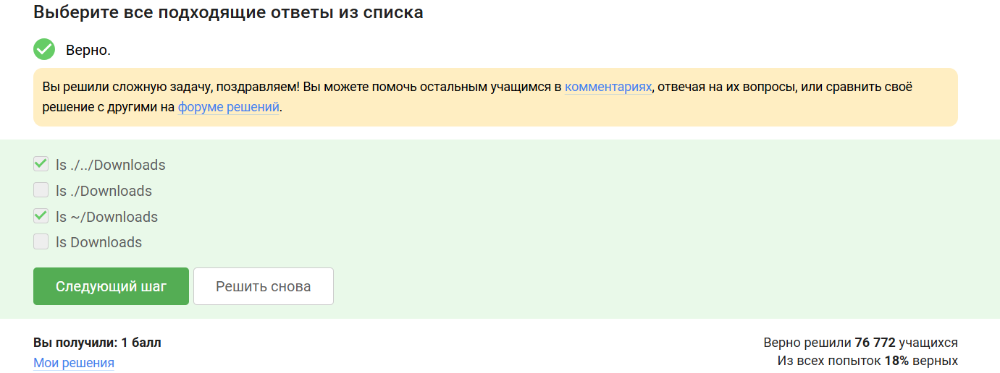 Выберите все подходящие ответы из списка
Верно.
Вы решили сложную задачу, поздравляем! Вы можете помочь остальным учащимся в комментариях, отвечая на их вопросы, или сравнить своё
решение с другими на форуме решений.
ls ./../Downloads
ls ./Downloads
ls ~/Downloads
ls Downloads
Следующий шаг
Решить снова
Вы получили: 1 балл
Мои решения
Верно решили 76 772 учащихся
Из всех попыток 18% верных